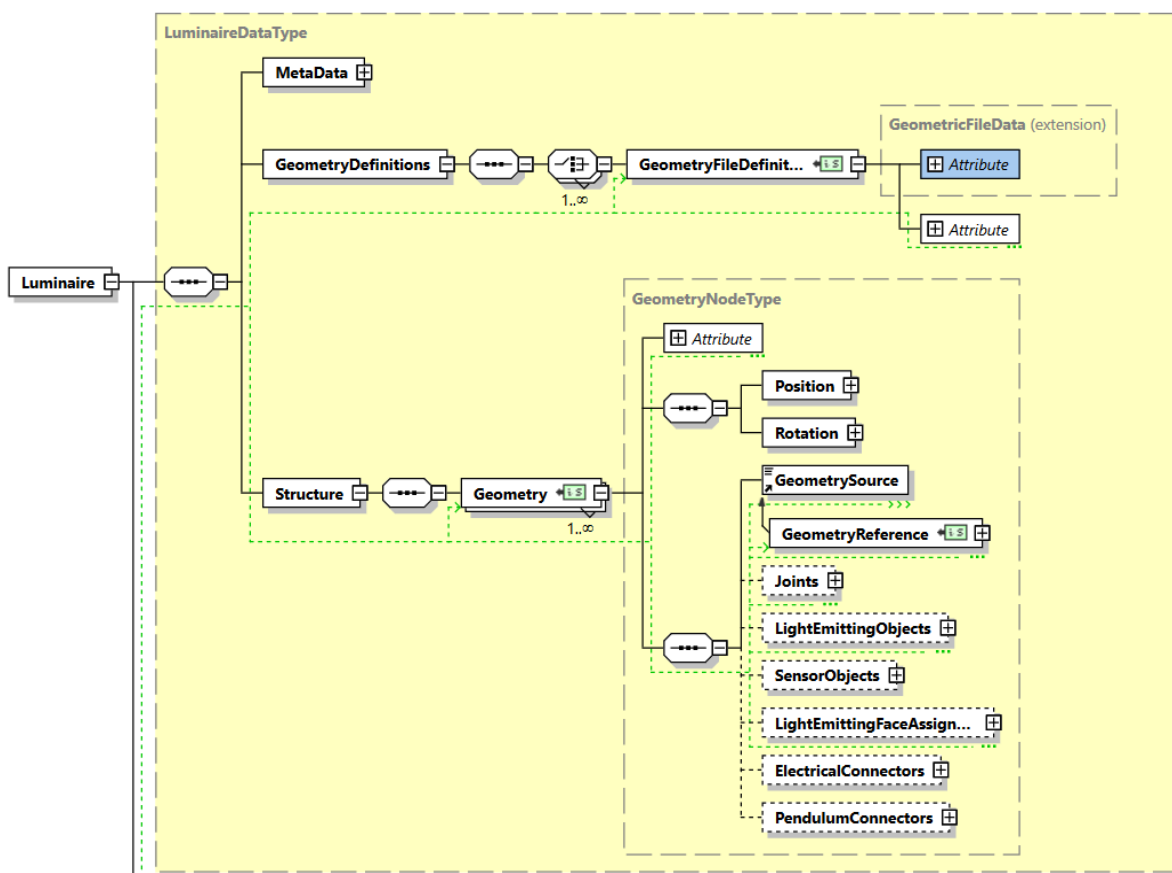 LuminaireDataType
MetaData
GeometricFileData (extension)
GeometryDefinitions
GeometryFileDefinit...
Attribute
1..∞
Attribute
Luminaire
GeometryNodeType
Attribute
Position
Rotation
GeometrySource
Structure
Geometry
1..∞
GeometryReference
Joints
LightEmittingObjects
SensorObjects
LightEmittingFaceAssign...
ElectricalConnectors
PendulumConnectors